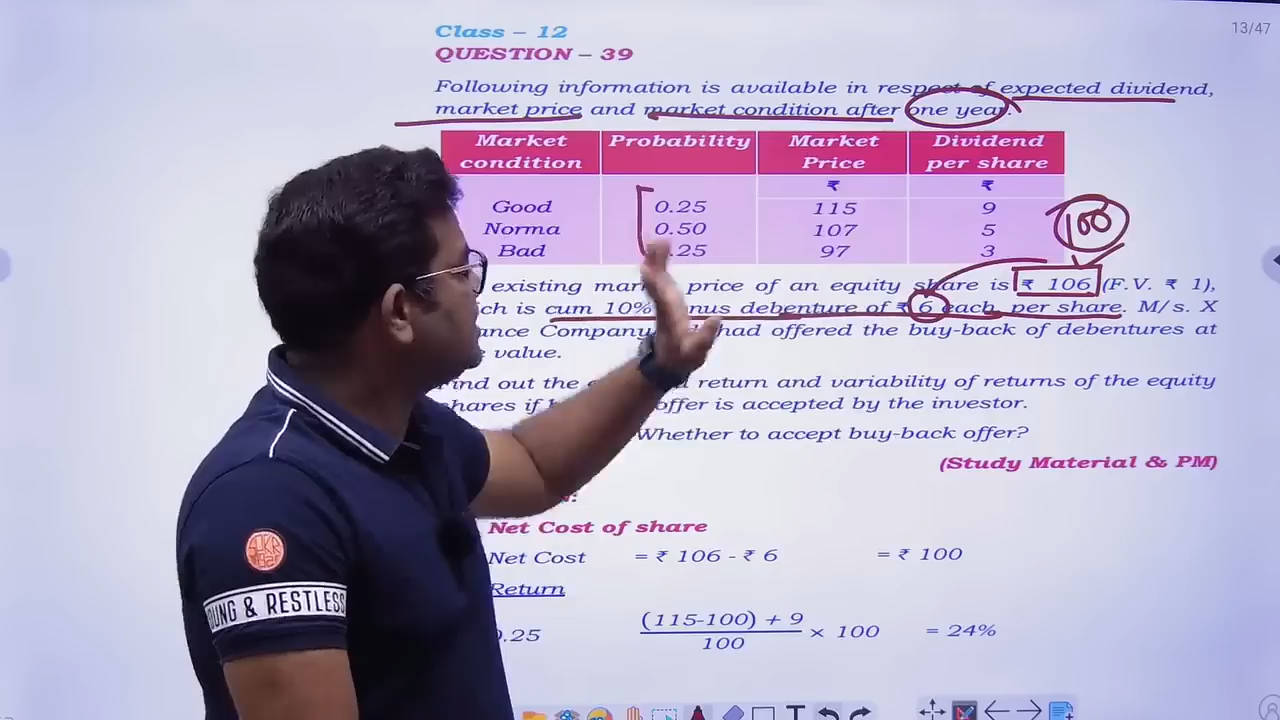 13/47
Class – 12
QUESTION – 39
Following information is available in respect of expected dividend,
market price and market condition after one year.
Market condition Probability Market Price Dividend per share
₹ ₹
Good 0.25 115 9
Norma 0.50 107 5
Bad .25 97 3
100
existing price of an equity share is ₹ 106 (F.V. ₹ 1),
is cum 10% debenture of ₹ 6 each per share. M/s. X
Company had offered the buy-back of debentures at
value.
Find out the return and variability of returns of the equity
shares if offer is accepted by the investor.
Whether to accept buy-back offer?
(Study Material & PM)
Net Cost of share
Net Cost = ₹ 106 - ₹ 6 = ₹ 100
Return
.25 (115-100) + 9 / 100 × 100 = 24%
& RESTLESS